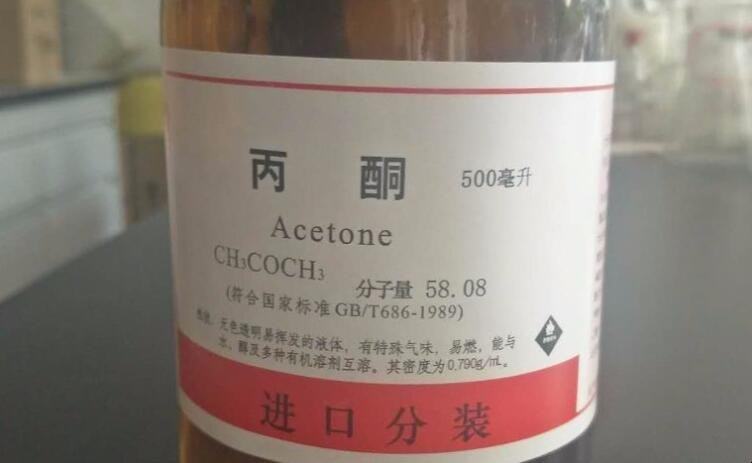 丙酮 500毫升
Acetone
CH₃COCH₃
分子量 58.08
(符合国家标准GB/T686-1989)
无色透明易挥发的液体，有特殊气味，易燃，能与
水、醇及多种有机溶剂互溶。其密度为0.790g/mL。
进口分装